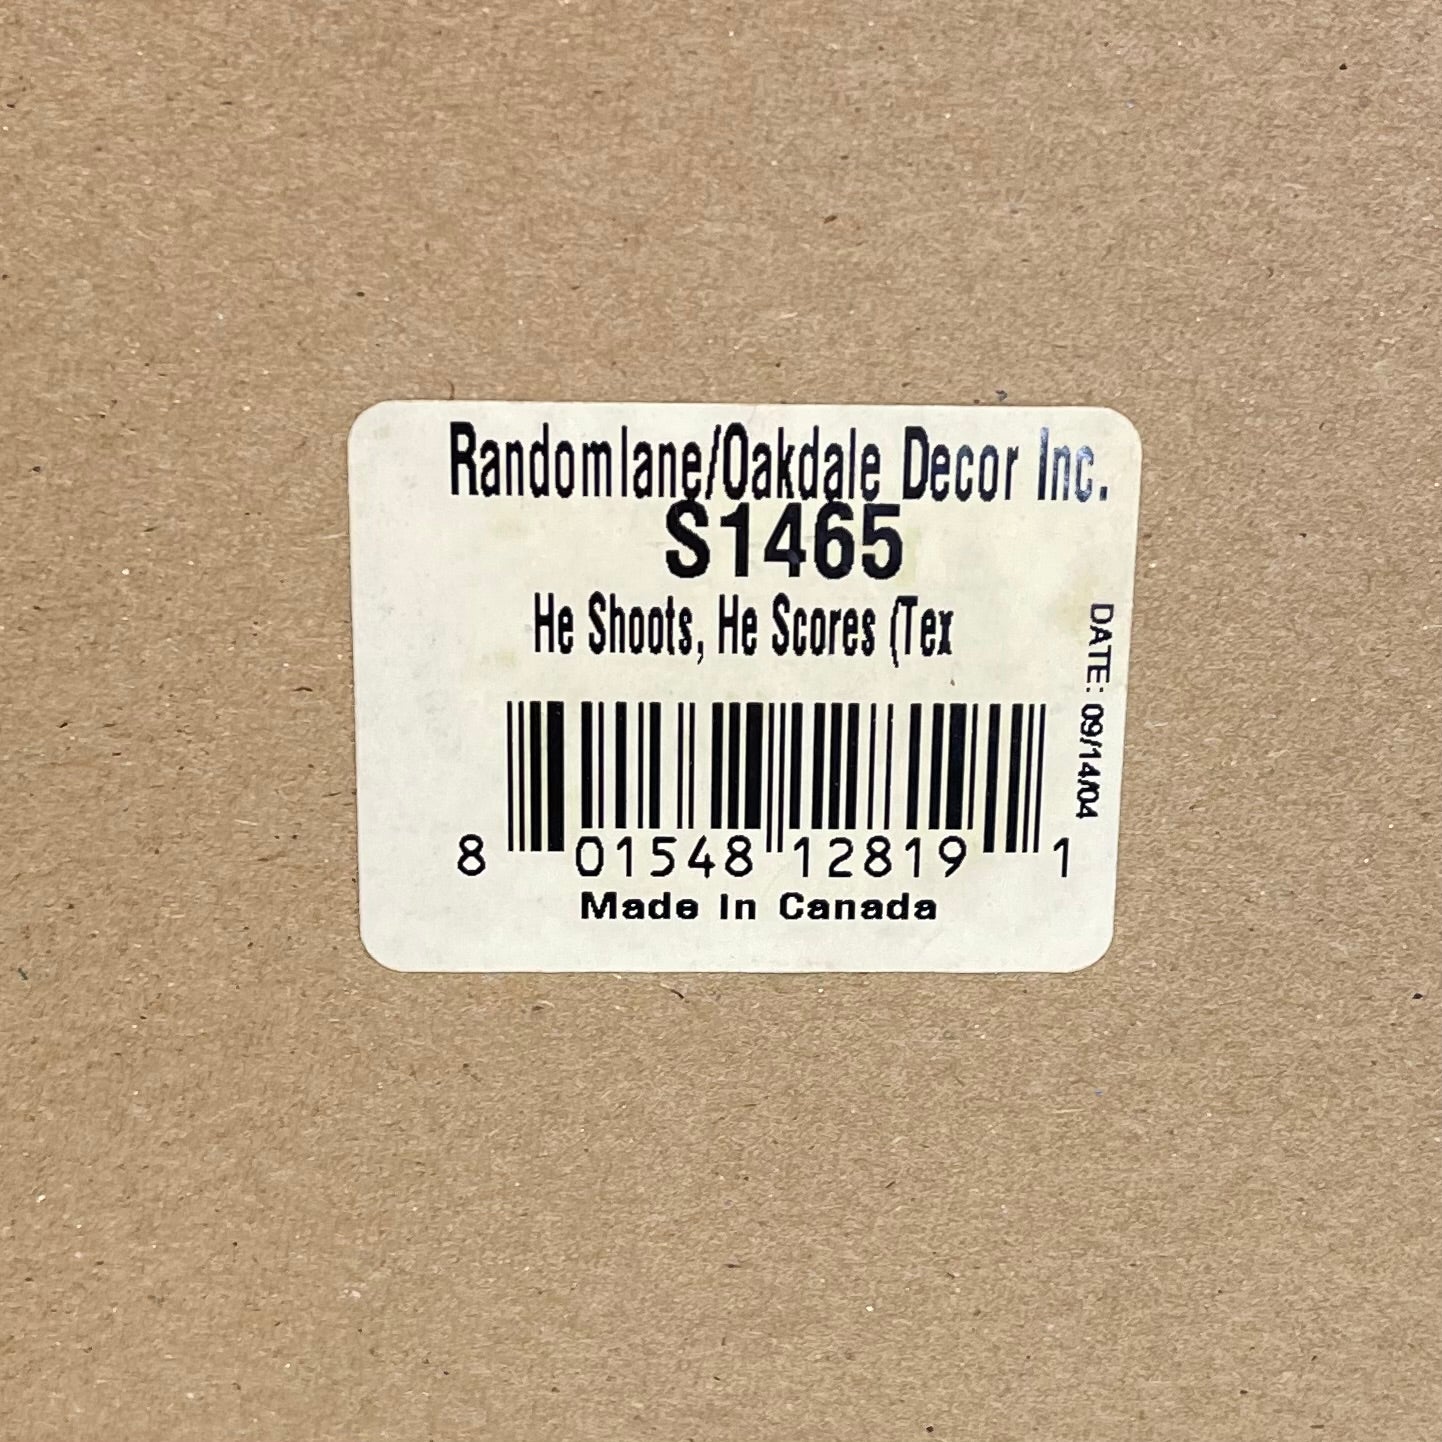 Randomlane/Oakdale Decor Inc.
S1465
He Shoots, He Scores (Tex
DATE: 09/14/04
8 01548 12819 1
Made In Canada